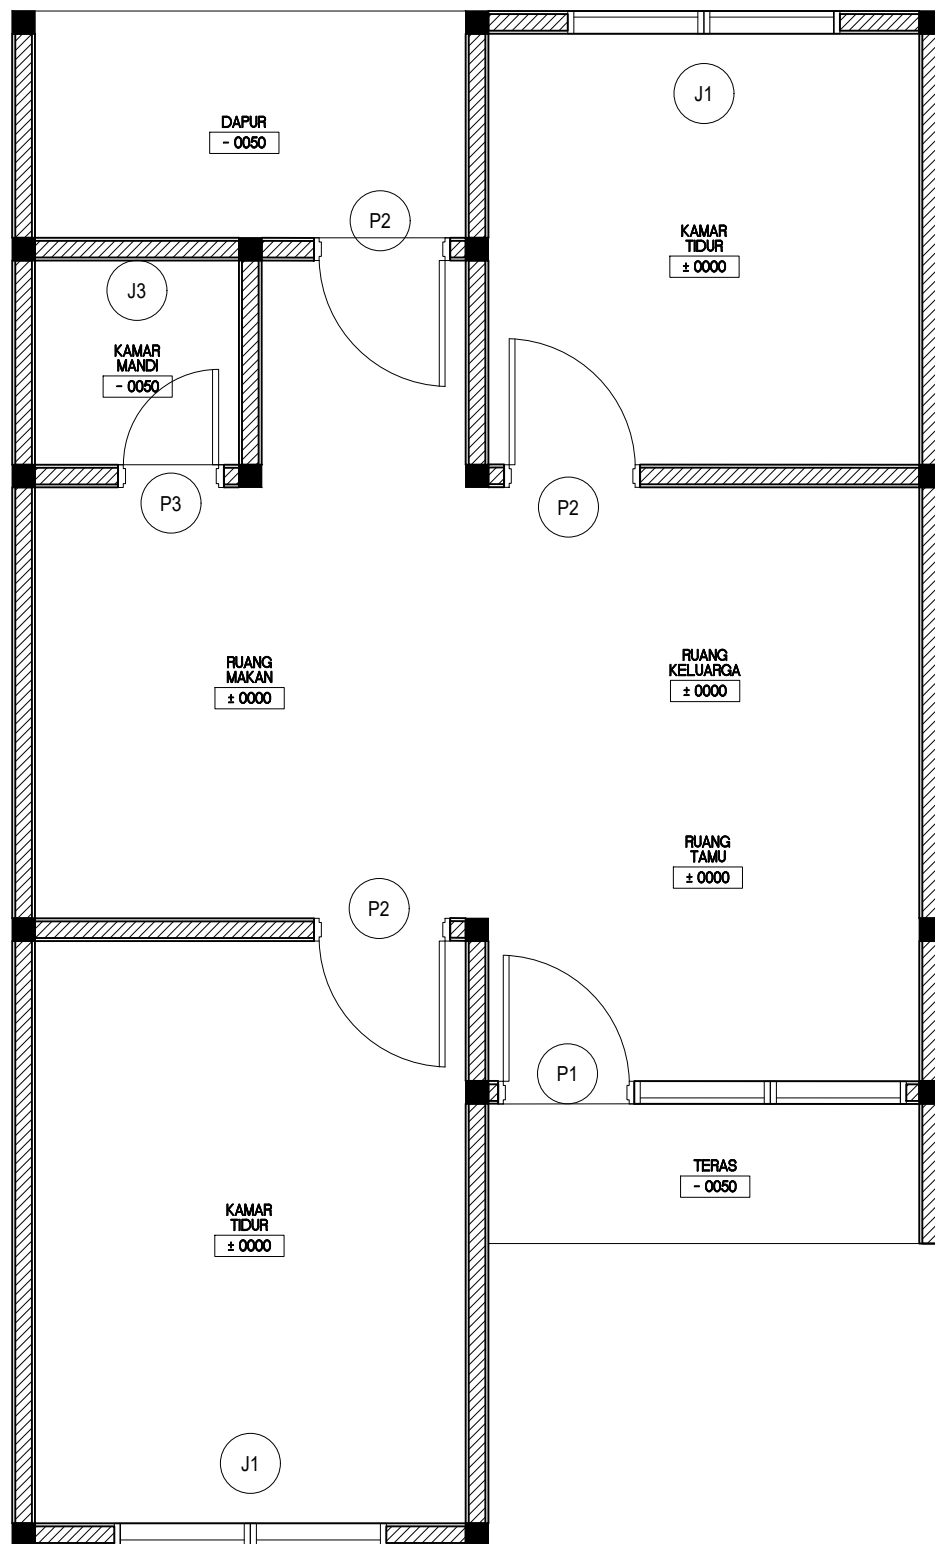 J1
DAPUR
- 0050
P2
KAMAR
TIDUR
± 0000
J3
KAMAR
MANDI
- 0050
P3
P2
RUANG
MAKAN
± 0000
RUANG
KELUARGA
± 0000
RUANG
TAMU
± 0000
P2
P1
TERAS
- 0050
KAMAR
TIDUR
± 0000
J1